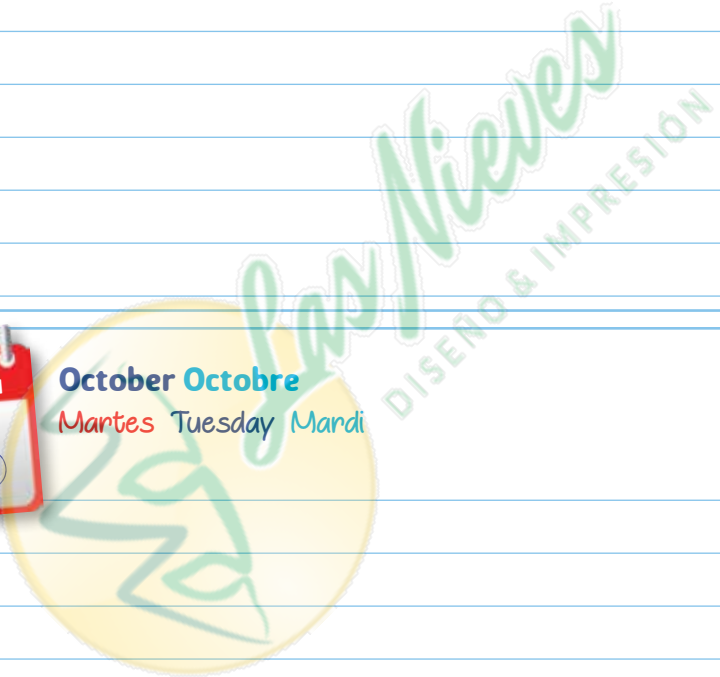 Las Nieves
DISEÑO & IMPRESIÓN
October Octobre
Martes Tuesday Mardi